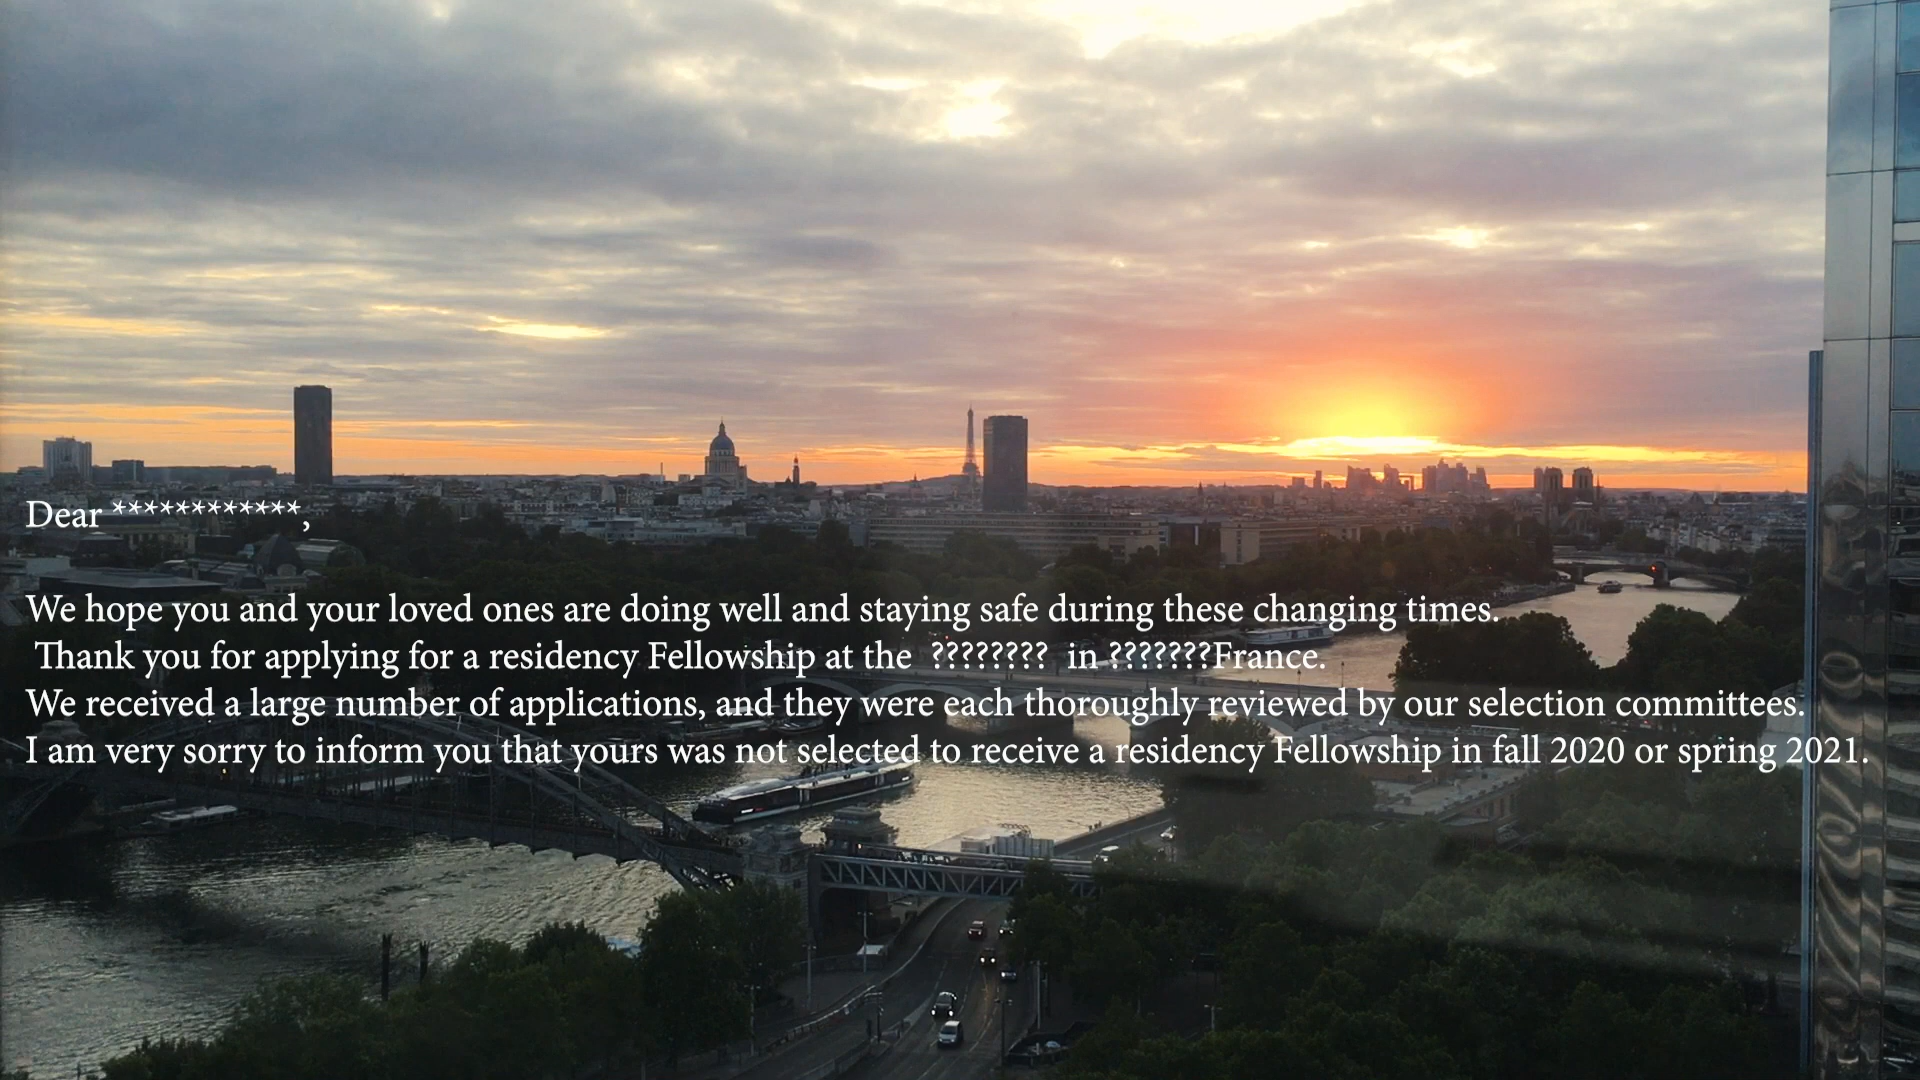 Dear ************,
We hope you and your loved ones are doing well and staying safe during these changing times.
Thank you for applying for a residency Fellowship at the ???????? in ???????France.
We received a large number of applications, and they were each thoroughly reviewed by our selection committees.
I am very sorry to inform you that yours was not selected to receive a residency Fellowship in fall 2020 or spring 2021.